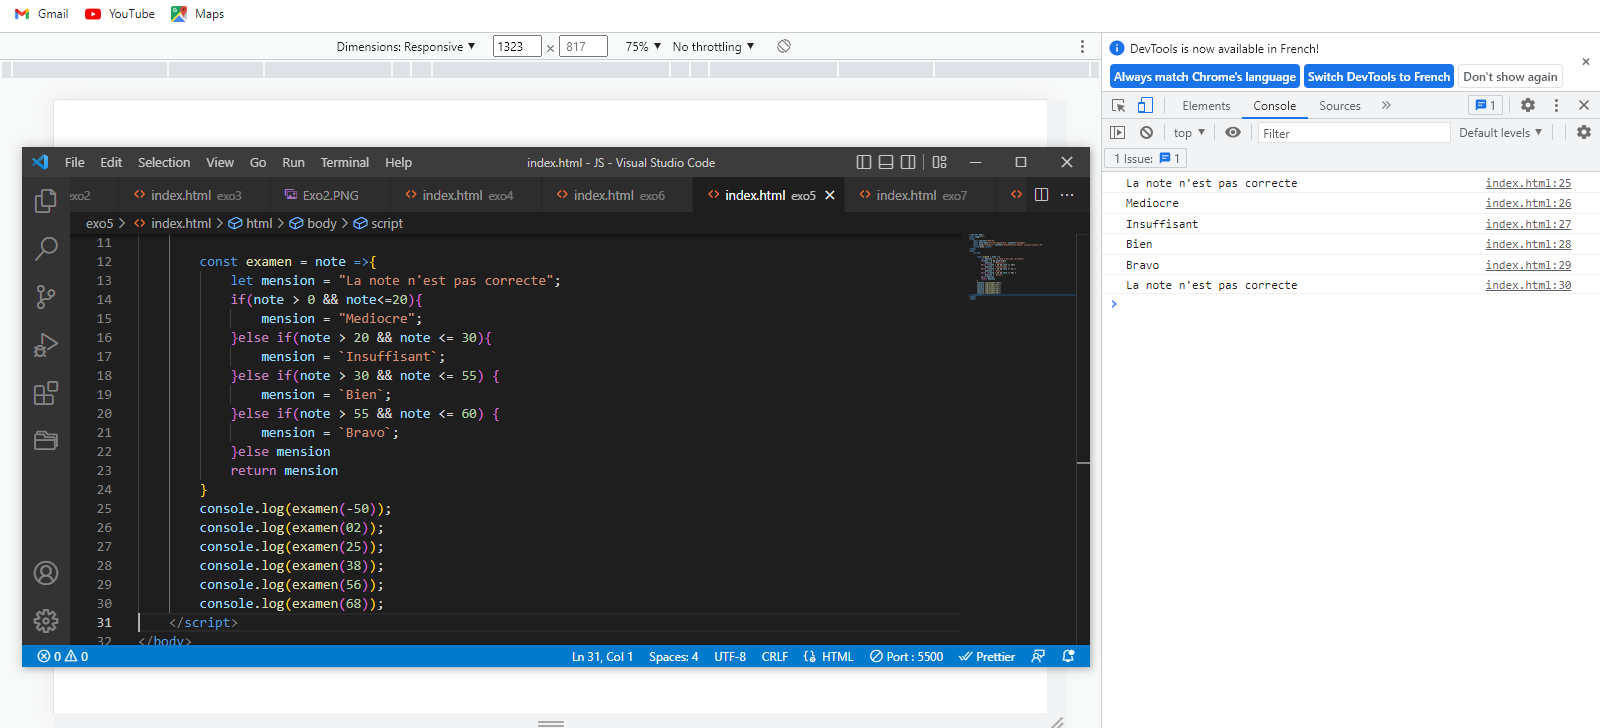 Gmail YouTube Maps
Dimensions: Responsive ▼ 1323 × 817 75% ▼ No throttling ▼
DevTools is now available in French!
Always match Chrome's language Switch DevTools to French Don't show again
Elements Console Sources » 1
top ▼ Filter Default levels ▼
1 Issue: 1
La note n'est pas correcte index.html:25
Mediocre index.html:26
Insuffisant index.html:27
Bien index.html:28
Bravo index.html:29
La note n'est pas correcte index.html:30
>
File Edit Selection View Go Run Terminal Help index.html - JS - Visual Studio Code
exo2 index.html exo3 Exo2.PNG index.html exo4 index.html exo6 index.html exo5 index.html exo7
exo5 > index.html > html > body > script
11
12 const examen = note =>{
13 let mension = "La note n'est pas correcte";
14 if(note > 0 && note<=20){
15 mension = "Mediocre";
16 }else if(note > 20 && note <= 30){
17 mension = `Insuffisant`;
18 }else if(note > 30 && note <= 55) {
19 mension = `Bien`;
20 }else if(note > 55 && note <= 60) {
21 mension = `Bravo`;
22 }else mension
23 return mension
24 }
25 console.log(examen(-50));
26 console.log(examen(02));
27 console.log(examen(25));
28 console.log(examen(38));
29 console.log(examen(56));
30 console.log(examen(68));
31 </script>
32 </body>
0 0 Ln 31, Col 1 Spaces: 4 UTF-8 CRLF HTML Port : 5500 Prettier